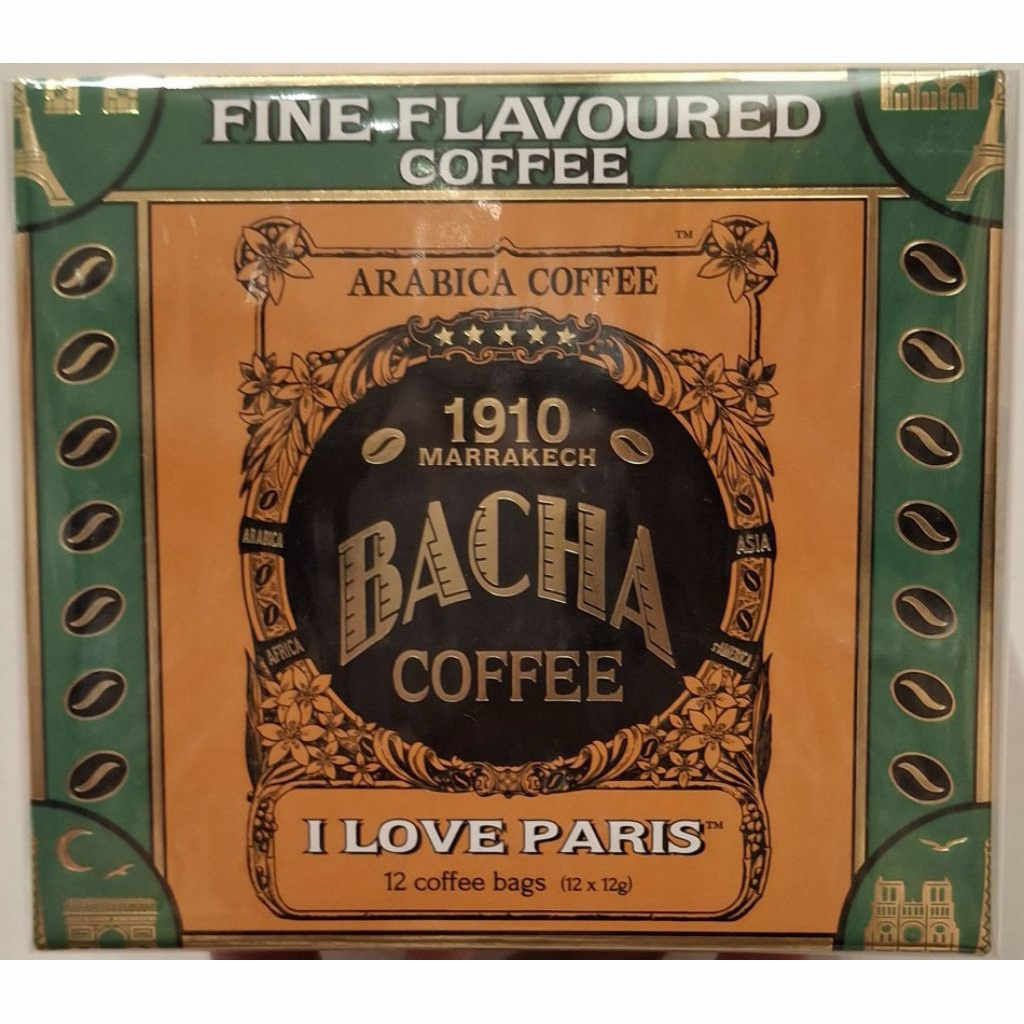 FINE FLAVOURED
COFFEE
TM
ARABICA COFFEE
1910
MARRAKECH
ARABICA
ASIA
BACHA
AFRICA
S.AMERICA
COFFEE
I LOVE PARIS™
12 coffee bags (12 x 12g)